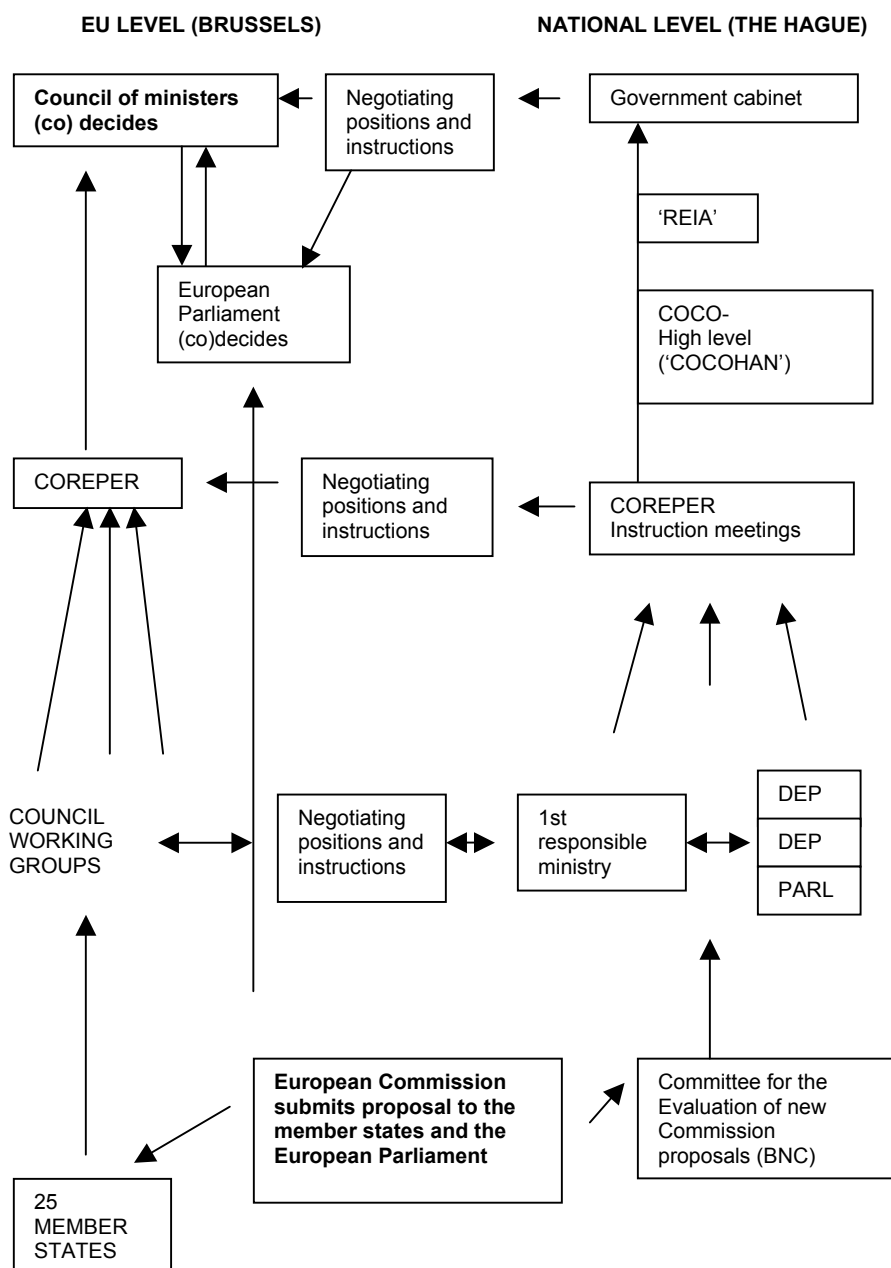 EU LEVEL (BRUSSELS)
NATIONAL LEVEL (THE HAGUE)
Council of ministers
(co) decides
Negotiating
positions and
instructions
Government cabinet
‘REIA’
European
Parliament
(co)decides
COCO-
High level
(‘COCOHAN’)
COREPER
Negotiating
positions and
instructions
COREPER
Instruction meetings
COUNCIL
WORKING
GROUPS
Negotiating
positions and
instructions
1st
responsible
ministry
DEP
DEP
PARL
European Commission
submits proposal to the
member states and the
European Parliament
Committee for the
Evaluation of new
Commission
proposals (BNC)
25
MEMBER
STATES